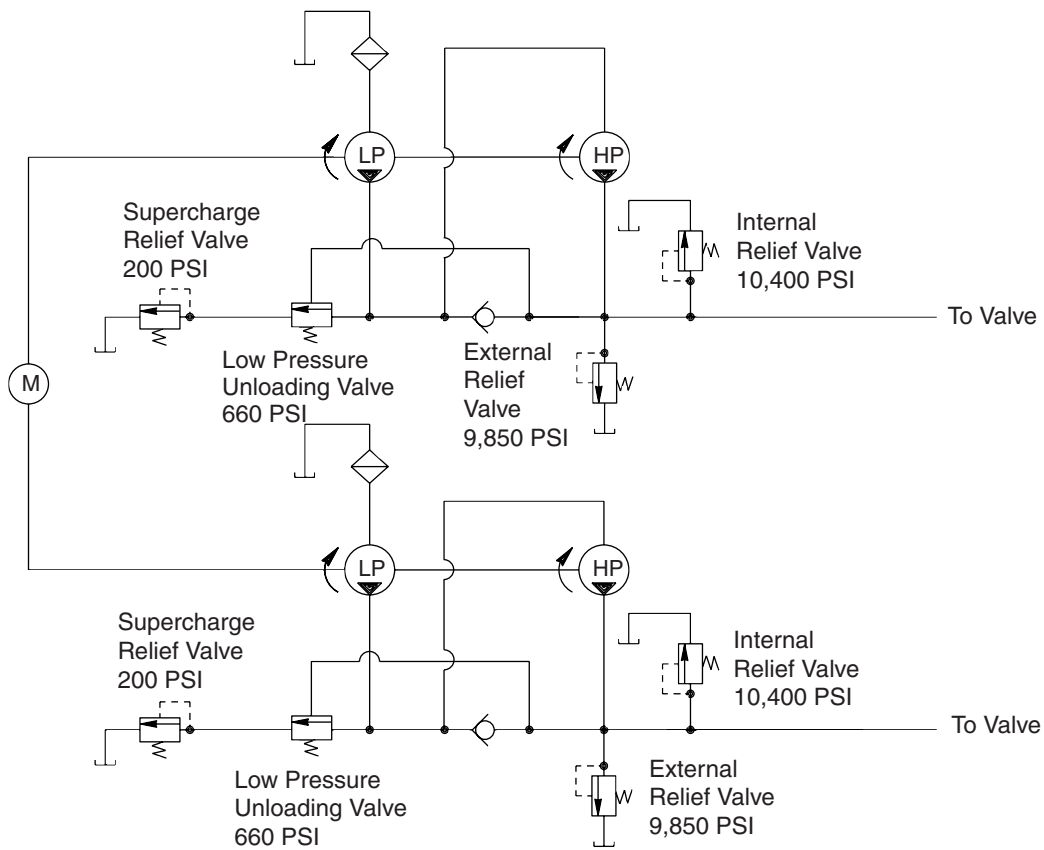 LP
HP
Supercharge
Relief Valve
200 PSI
Internal
Relief Valve
10,400 PSI
To Valve
Low Pressure
Unloading Valve
660 PSI
External
Relief
Valve
9,850 PSI
M
LP
HP
Supercharge
Relief Valve
200 PSI
Internal
Relief Valve
10,400 PSI
To Valve
Low Pressure
Unloading Valve
660 PSI
External
Relief Valve
9,850 PSI